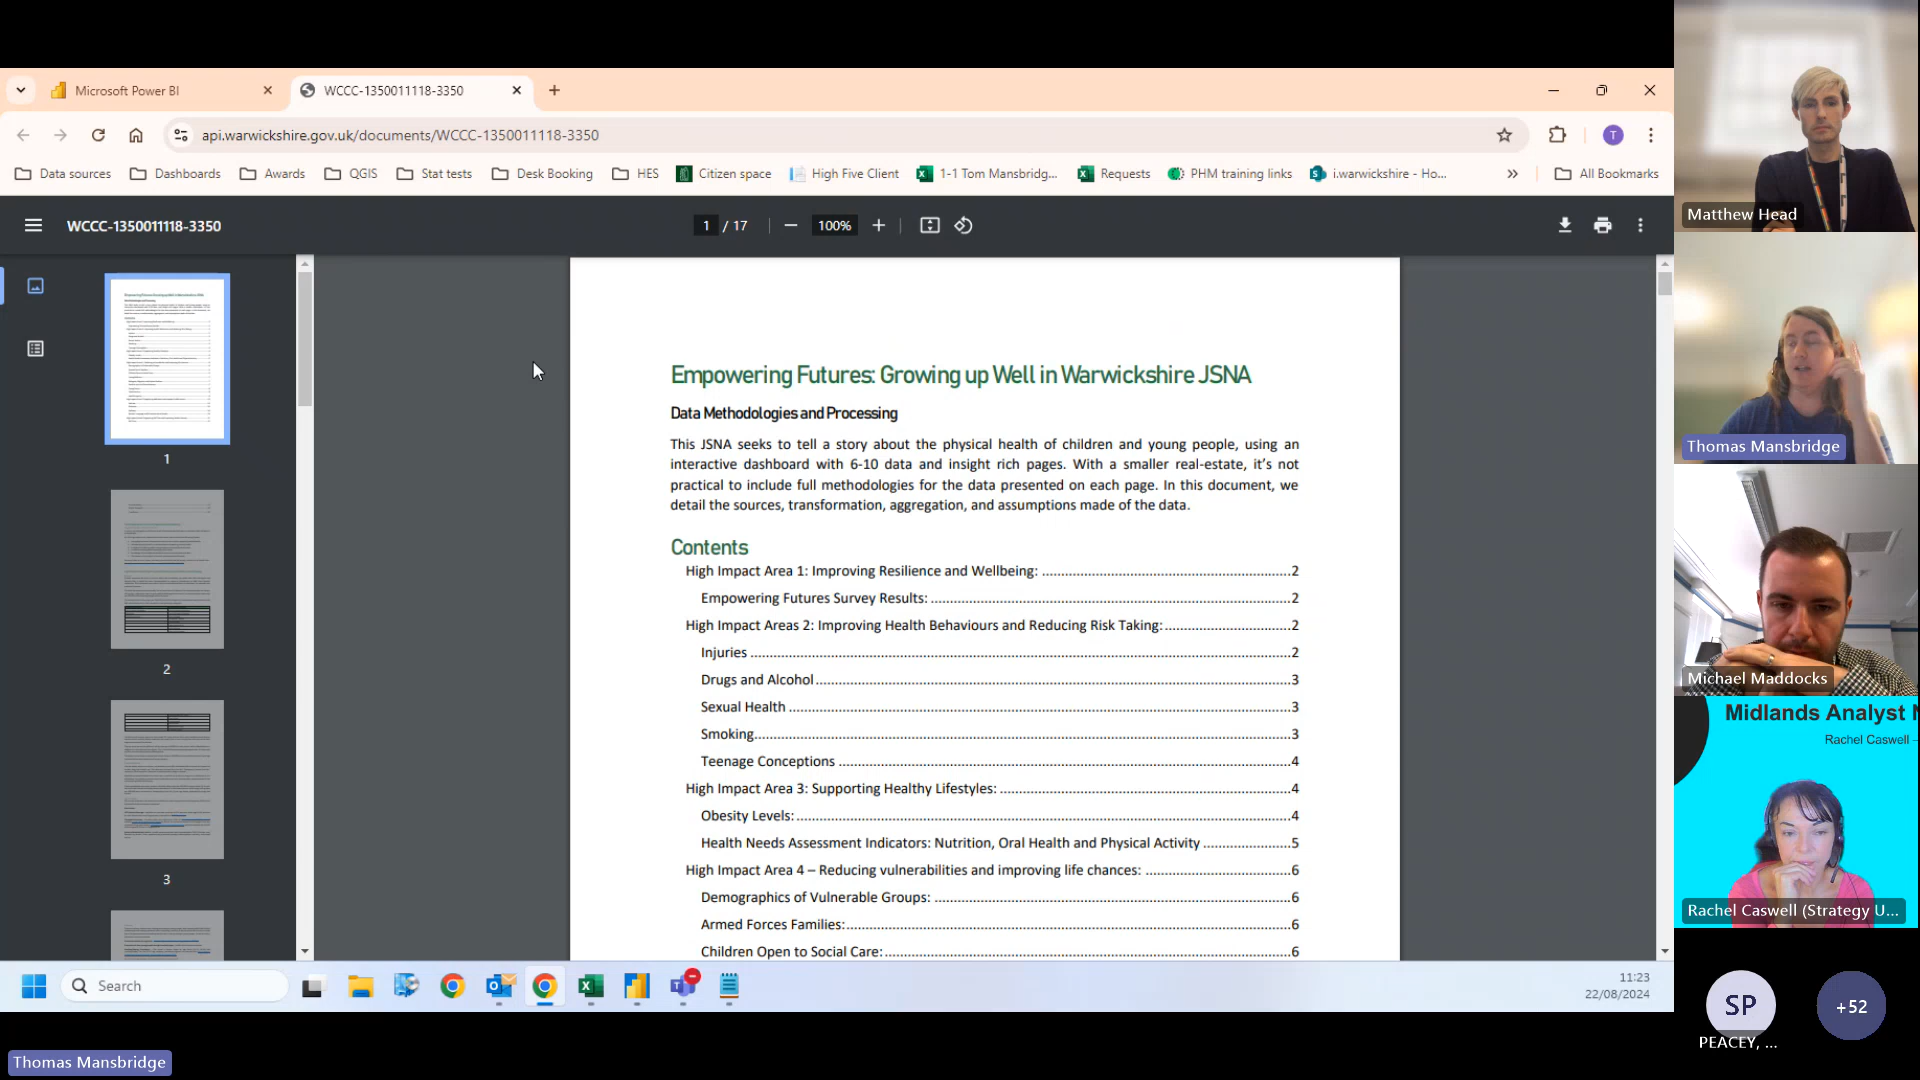 Microsoft Power BI
WCCC-1350011118-3350
api.warwickshire.gov.uk/documents/WCCC-1350011118-3350
T
Data sources
Dashboards
Awards
QGIS
Stat tests
Desk Booking
HES
Citizen space
High Five Client
1-1 Tom Mansbridg...
Requests
PHM training links
i.warwickshire - Ho...
All Bookmarks
WCCC-1350011118-3350
1 / 17
100%
1
2
3
Empowering Futures: Growing up Well in Warwickshire JSNA
Data Methodologies and Processing
This JSNA seeks to tell a story about the physical health of children and young people, using an
interactive dashboard with 6-10 data and insight rich pages. With a smaller real-estate, it's not
practical to include full methodologies for the data presented on each page. In this document, we
detail the sources, transformation, aggregation, and assumptions made of the data.
Contents
High Impact Area 1: Improving Resilience and Wellbeing: 2
Empowering Futures Survey Results: 2
High Impact Areas 2: Improving Health Behaviours and Reducing Risk Taking: 2
Injuries 2
Drugs and Alcohol 3
Sexual Health 3
Smoking 3
Teenage Conceptions 4
High Impact Area 3: Supporting Healthy Lifestyles: 4
Obesity Levels: 4
Health Needs Assessment Indicators: Nutrition, Oral Health and Physical Activity 5
High Impact Area 4 – Reducing vulnerabilities and improving life chances: 6
Demographics of Vulnerable Groups: 6
Armed Forces Families: 6
Children Open to Social Care: 6
Search
11:23
22/08/2024
Thomas Mansbridge
Matthew Head
Thomas Mansbridge
Michael Maddocks
Midlands Analyst N
Rachel Caswell –
Rachel Caswell (Strategy U...
SP
PEACEY, ...
+52